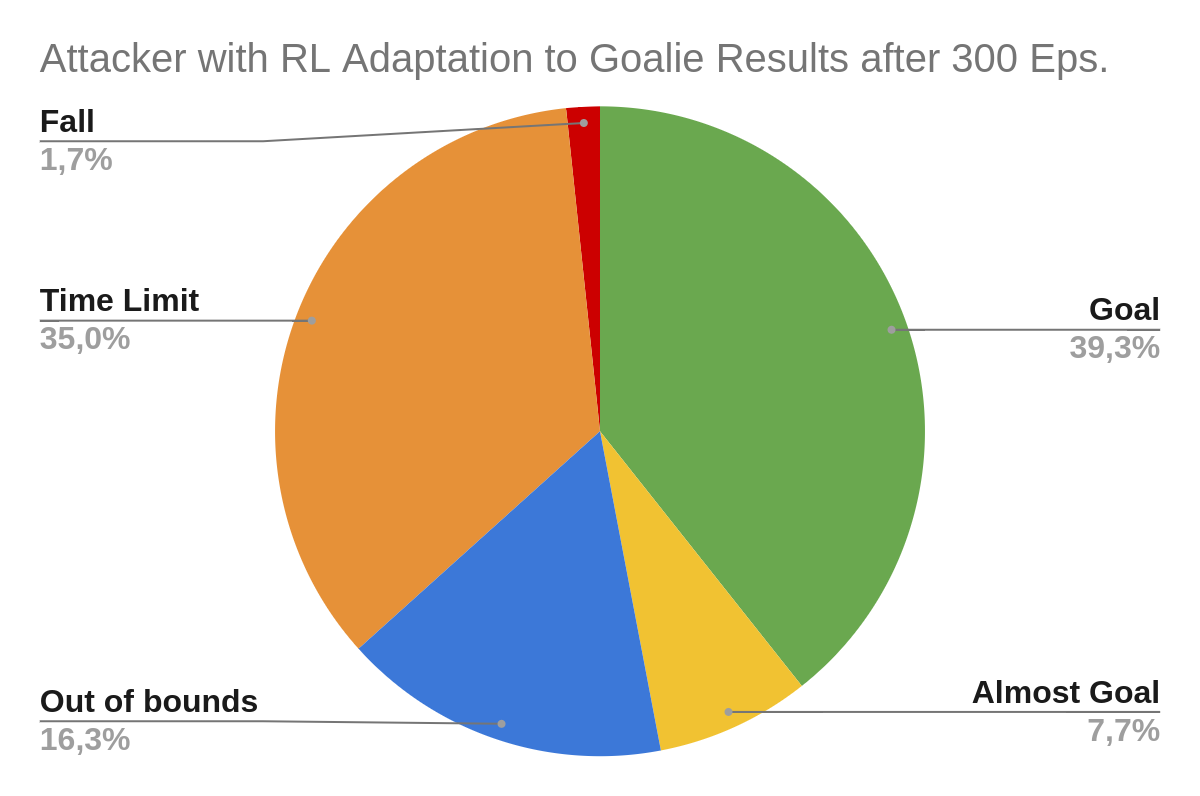 Attacker with RL Adaptation to Goalie Results after 300 Eps.
Fall
1,7%
Time Limit
35,0%
Goal
39,3%
Out of bounds
16,3%
Almost Goal
7,7%